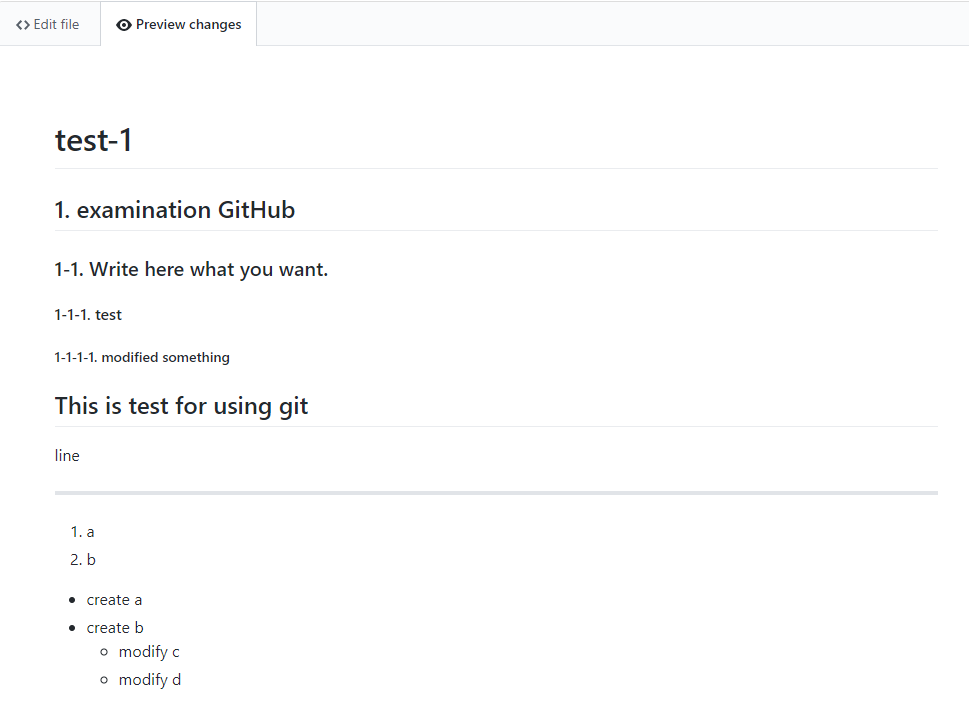 Edit file Preview changes
test-1
1. examination GitHub
1-1. Write here what you want.
1-1-1. test
1-1-1-1. modified something
This is test for using git
line
1. a
2. b
create a
create b
modify c
modify d